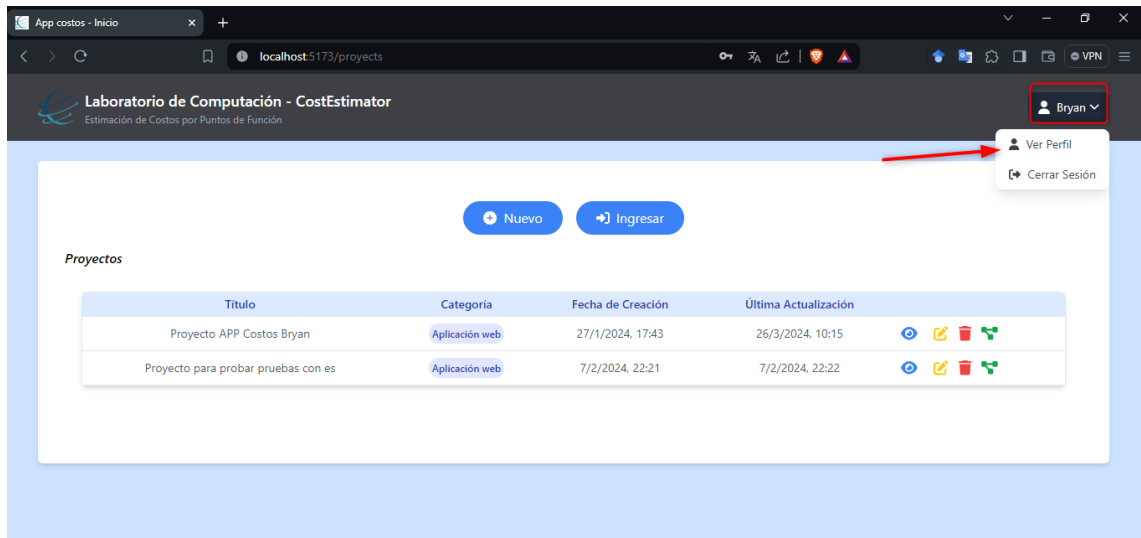 App costos - Inicio
localhost:5173/proyects
VPN
Laboratorio de Computación - CostEstimator
Estimación de Costos por Puntos de Función
Bryan
Ver Perfil
Cerrar Sesión
Nuevo
Ingresar
Proyectos
Título Categoría Fecha de Creación Última Actualización
Proyecto APP Costos Bryan Aplicación web 27/1/2024, 17:43 26/3/2024, 10:15
Proyecto para probar pruebas con es Aplicación web 7/2/2024, 22:21 7/2/2024, 22:22